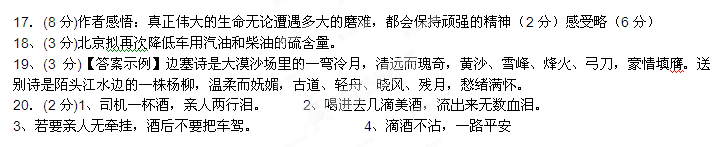 17.(8 分)作者感悟：真正伟大的生命无论遭遇多大的磨难，都会保持顽强的精神（2 分）感受略（6 分）
18、(3 分)北京拟再次降低车用汽油和柴油的硫含量。
19、(3 分)【答案示例】边塞诗是大漠沙场里的一弯冷月，清远而瑰奇，黄沙、雪峰、烽火、弓刀，豪情填膺。送
别诗是陌头江水边的一株杨柳，温柔而妩媚，古道、轻舟、晓风、残月，愁绪满怀。
20．(2 分)1、司机一杯酒，亲人两行泪。 2、喝进去几滴美酒，流出来无数血泪。
3、若要亲人无牵挂，酒后不要把车驾。 4、滴酒不沾，一路平安